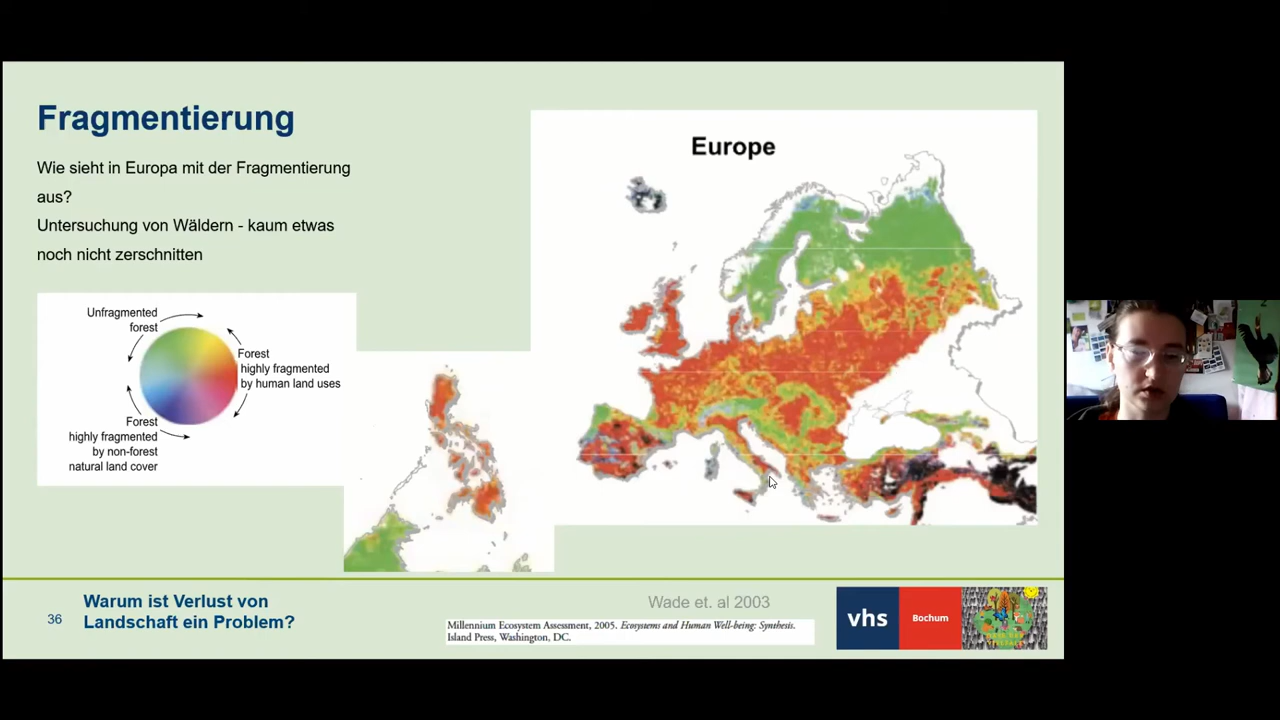 Fragmentierung
Wie sieht in Europa mit der Fragmentierung
aus?
Untersuchung von Wäldern - kaum etwas
noch nicht zerschnitten
Unfragmented
forest
Forest
highly fragmented
by human land uses
Forest
highly fragmented
by non-forest
natural land cover
Europe
36
Warum ist Verlust von
Landschaft ein Problem?
Wade et. al 2003
Millennium Ecosystem Assessment, 2005. Ecosystems and Human Well-being: Synthesis.
Island Press, Washington, DC.
vhs
Bochum